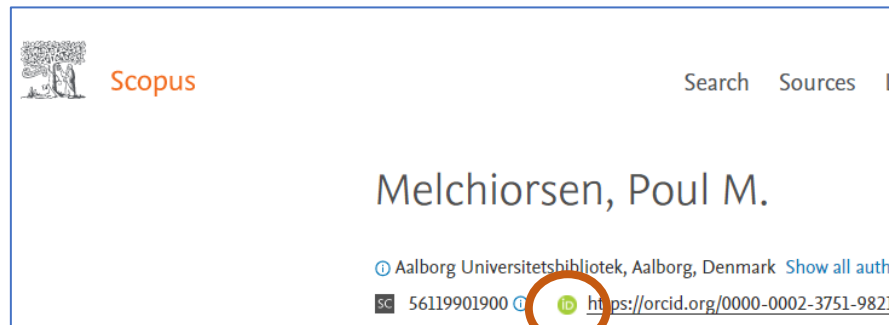 Scopus
Search Sources
Melchiorsen, Poul M.
Aalborg Universitetsbibliotek, Aalborg, Denmark Show all auth
SC 56119901900 iD https://orcid.org/0000-0002-3751-9821